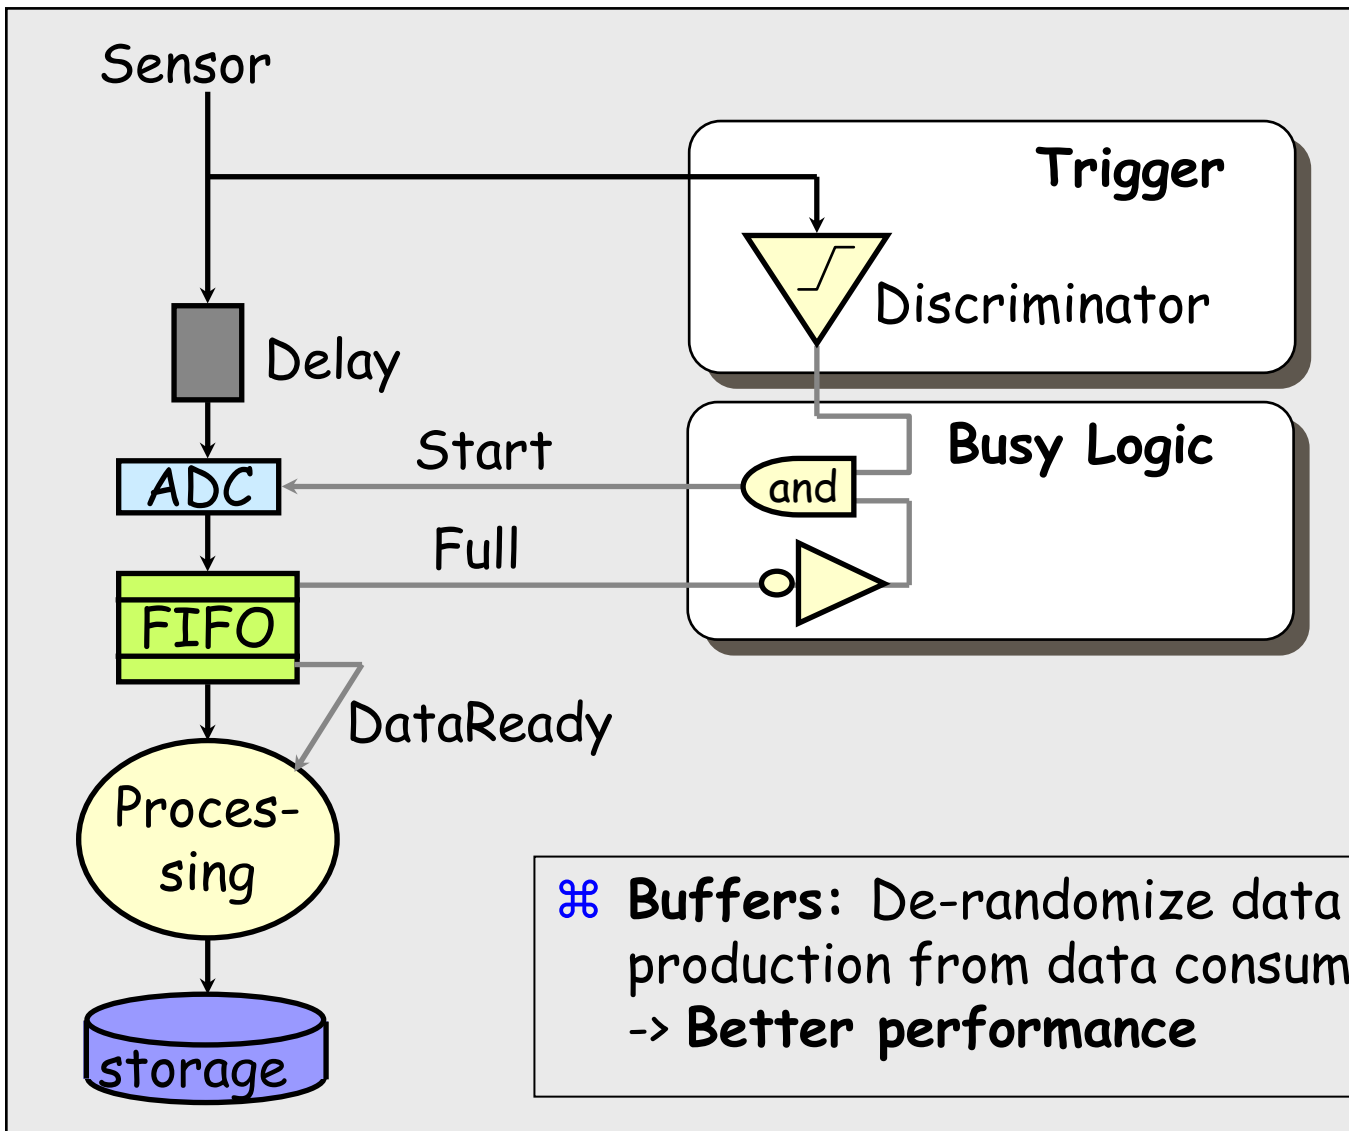 Sensor
Trigger
Discriminator
Delay
Busy Logic
Start
ADC
and
Full
FIFO
DataReady
Proces-
sing
⌘ Buffers: De-randomize data
production from data consum
-> Better performance
storage